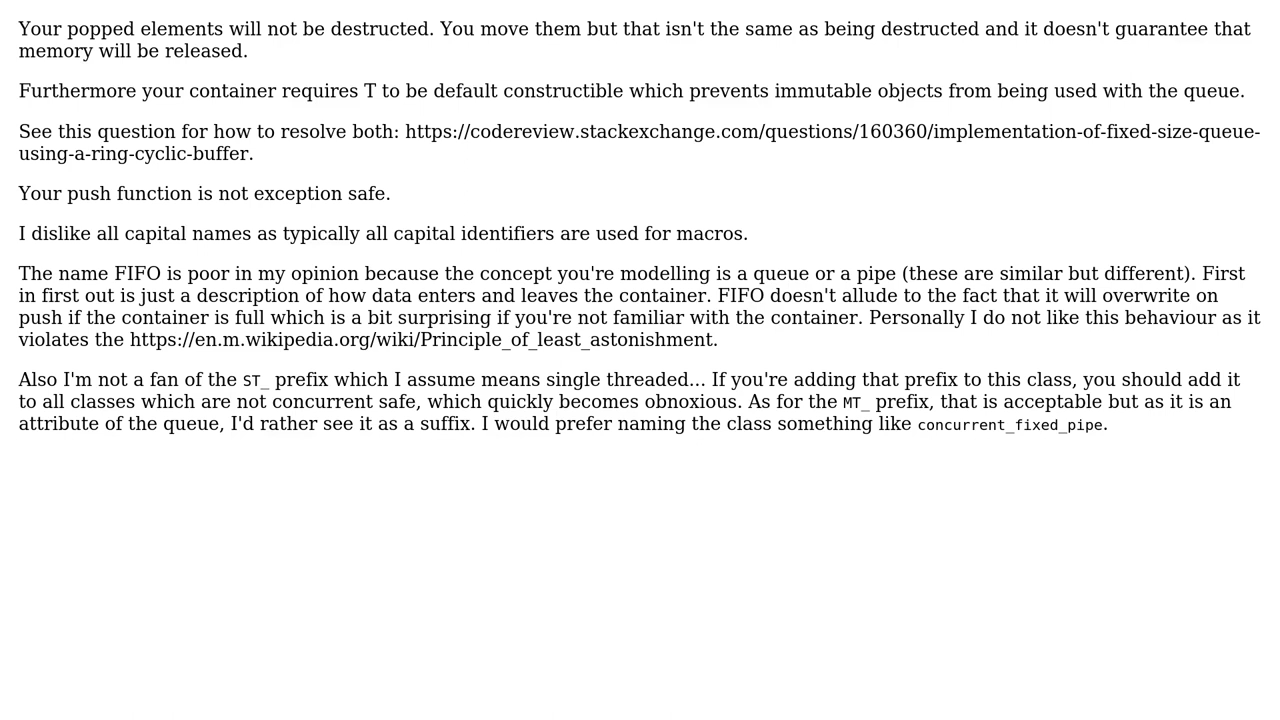 Your popped elements will not be destructed. You move them but that isn't the same as being destructed and it doesn't guarantee that
memory will be released.
Furthermore your container requires T to be default constructible which prevents immutable objects from being used with the queue.
See this question for how to resolve both: https://codereview.stackexchange.com/questions/160360/implementation-of-fixed-size-queue-
using-a-ring-cyclic-buffer.
Your push function is not exception safe.
I dislike all capital names as typically all capital identifiers are used for macros.
The name FIFO is poor in my opinion because the concept you're modelling is a queue or a pipe (these are similar but different). First
in first out is just a description of how data enters and leaves the container. FIFO doesn't allude to the fact that it will overwrite on
push if the container is full which is a bit surprising if you're not familiar with the container. Personally I do not like this behaviour as it
violates the https://en.m.wikipedia.org/wiki/Principle_of_least_astonishment.
Also I'm not a fan of the ST_ prefix which I assume means single threaded... If you're adding that prefix to this class, you should add it
to all classes which are not concurrent safe, which quickly becomes obnoxious. As for the MT_ prefix, that is acceptable but as it is an
attribute of the queue, I'd rather see it as a suffix. I would prefer naming the class something like concurrent_fixed_pipe.